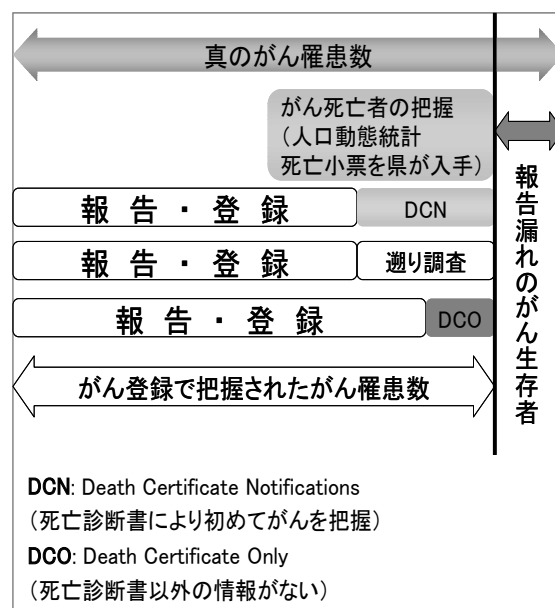 真のがん罹患数
がん死亡者の把握
（人口動態統計
死亡小票を県が入手）
報告漏れのがん生存者
報告・登録
DCN
報告・登録
遡り調査
報告・登録
DCO
がん登録で把握されたがん罹患数
DCN: Death Certificate Notifications
（死亡診断書により初めてがんを把握）
DCO: Death Certificate Only
（死亡診断書以外の情報がない）